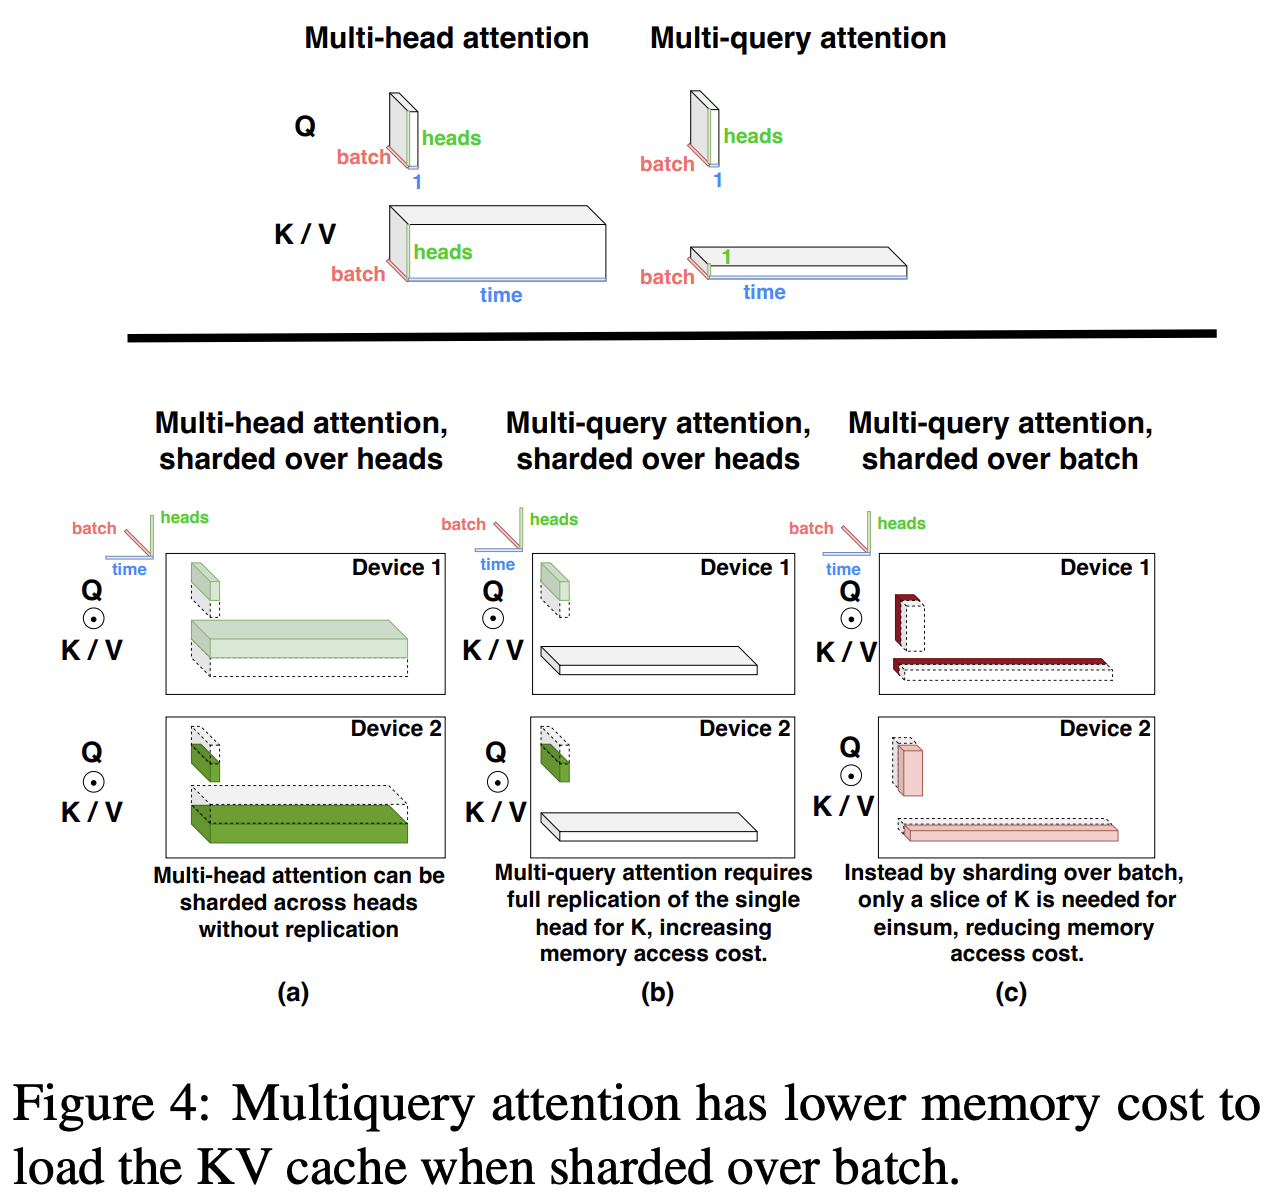 Multi-head attention
Multi-query attention
Q
heads
batch
1
heads
batch
1
K / V
heads
batch
time
1
batch
time
Multi-head attention,
sharded over heads
Multi-query attention,
sharded over heads
Multi-query attention,
sharded over batch
heads
batch
time
Q
K / V
Device 1
Q
K / V
Device 2
Multi-head attention can be
sharded across heads
without replication
(a)
heads
batch
time
Q
K / V
Device 1
Q
K / V
Device 2
Multi-query attention requires
full replication of the single
head for K, increasing
memory access cost.
(b)
heads
batch
time
Q
K / V
Device 1
Q
K / V
Device 2
Instead by sharding over batch,
only a slice of K is needed for
einsum, reducing memory
access cost.
(c)
Figure 4: Multiquery attention has lower memory cost to
load the KV cache when sharded over batch.